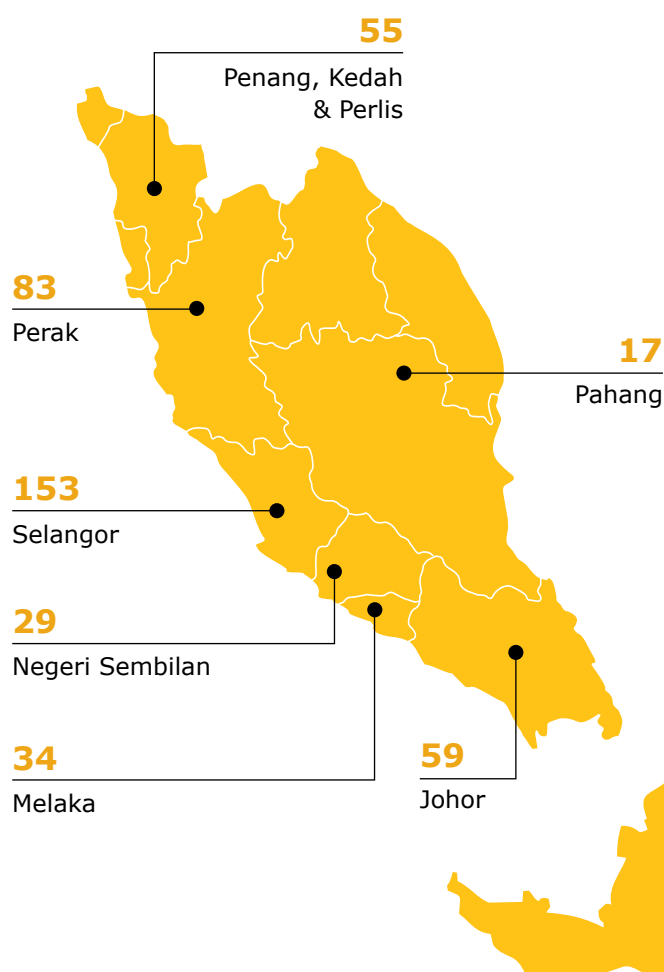 55
Penang, Kedah
& Perlis
83
Perak
17
Pahang
153
Selangor
29
Negeri Sembilan
34
Melaka
59
Johor